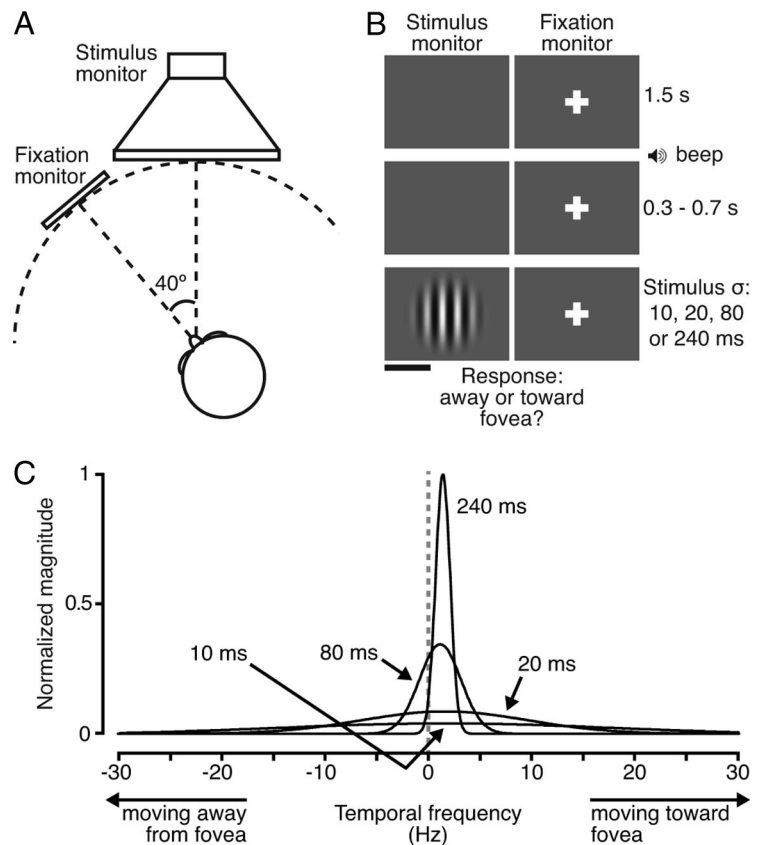 A
Stimulus
monitor
Fixation
monitor
40º
B
Stimulus
monitor
Fixation
monitor
1.5 s
beep
0.3 - 0.7 s
Stimulus σ:
10, 20, 80
or 240 ms
Response:
away or toward
fovea?
C
Normalized magnitude
1
0.5
0
240 ms
10 ms
80 ms
20 ms
-30 -20 -10 0 10 20 30
moving away
from fovea
Temporal frequency
(Hz)
moving toward
fovea